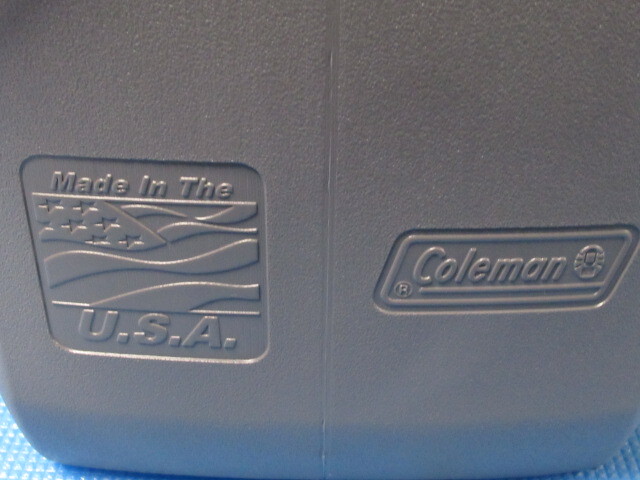 Made In The
U.S.A.
Coleman
®